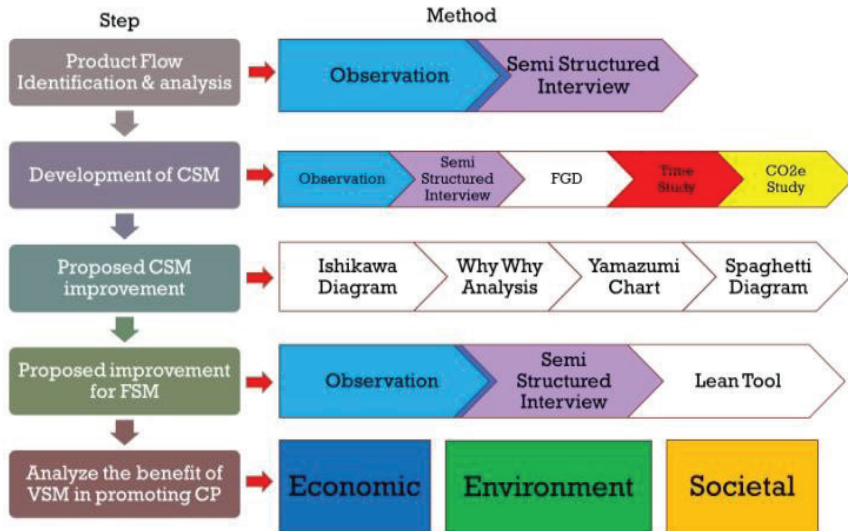 Step
Method
Product Flow
Identification & analysis
Observation
Semi Structured
Interview
Development of CSM
Observation
Semi
Structured
Interview
FGD
Time
Study
CO2e
Study
Proposed CSM
improvement
Ishikawa
Diagram
Why Why
Analysis
Yamazumi
Chart
Spaghetti
Diagram
Proposed improvement
for FSM
Observation
Semi
Structured
Interview
Lean Tool
Analyze the benefit of
VSM in promoting CP
Economic
Environment
Societal